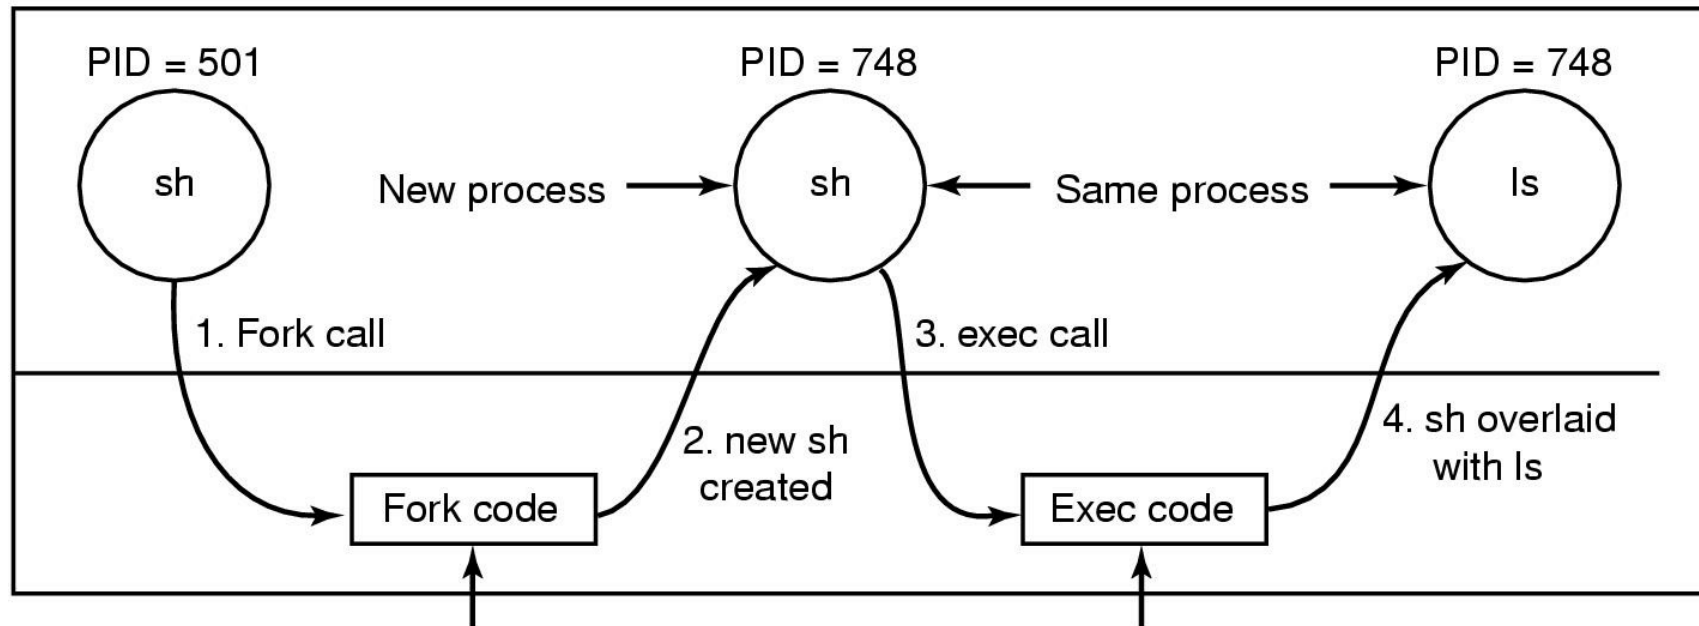 PID = 501
PID = 748
PID = 748
sh
New process
sh
Same process
ls
1. Fork call
3. exec call
2. new sh
created
4. sh overlaid
with ls
Fork code
Exec code